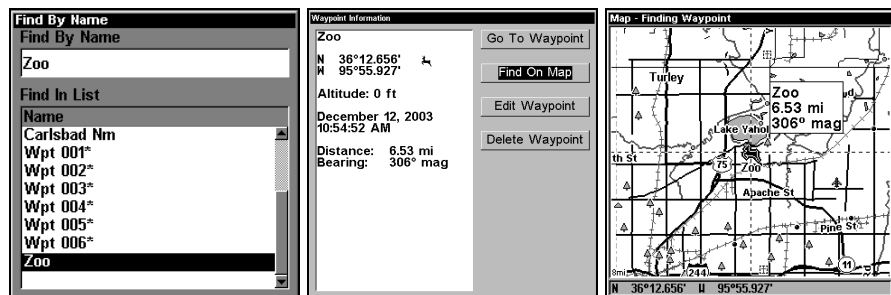 Find By Name
Find By Name
Zoo
Find In List
Name
Carlsbad Nm
Wpt 001*
Wpt 002*
Wpt 003*
Wpt 004*
Wpt 005*
Wpt 006*
Zoo
Waypoint Information
Zoo
N 36°12.656'
W 95°55.927'
Altitude: 0 ft
December 12, 2003
10:54:52 AM
Distance: 6.53 mi
Bearing: 306° mag
Go To Waypoint
Find On Map
Edit Waypoint
Delete Waypoint
Map - Finding Waypoint
Turley
Zoo
6.53 mi
306° mag
Lake Yahol
th St
75
Zoo
Apache St
Pine St
11
8mi
244
N 36°12.656' W 95°55.927'